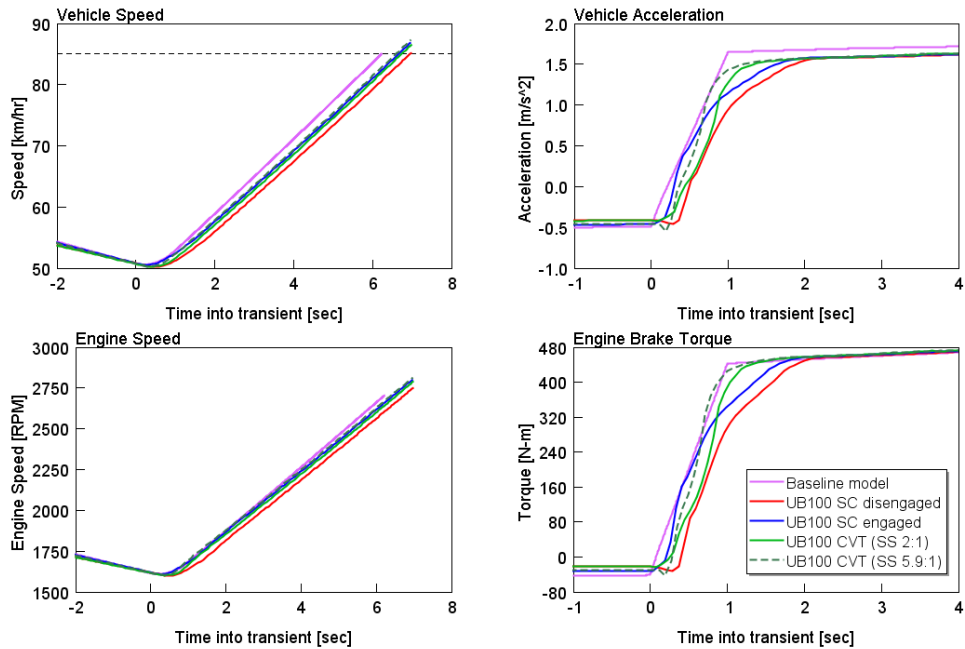 Vehicle Speed
90
80
70
60
50
Speed [km/hr]
-2 0 2 4 6 8
Time into transient [sec]
Vehicle Acceleration
2.0
1.5
1.0
0.5
0.0
-0.5
-1.0
Acceleration [m/s^2]
-1 0 1 2 3 4
Time into transient [sec]
Engine Speed
3000
2750
2500
2250
2000
1750
1500
Engine Speed [RPM]
-2 0 2 4 6 8
Time into transient [sec]
Engine Brake Torque
480
400
320
240
160
80
0
-80
Torque [N-m]
Baseline model
UB100 SC disengaged
UB100 SC engaged
UB100 CVT (SS 2:1)
UB100 CVT (SS 5.9:1)
-1 0 1 2 3 4
Time into transient [sec]